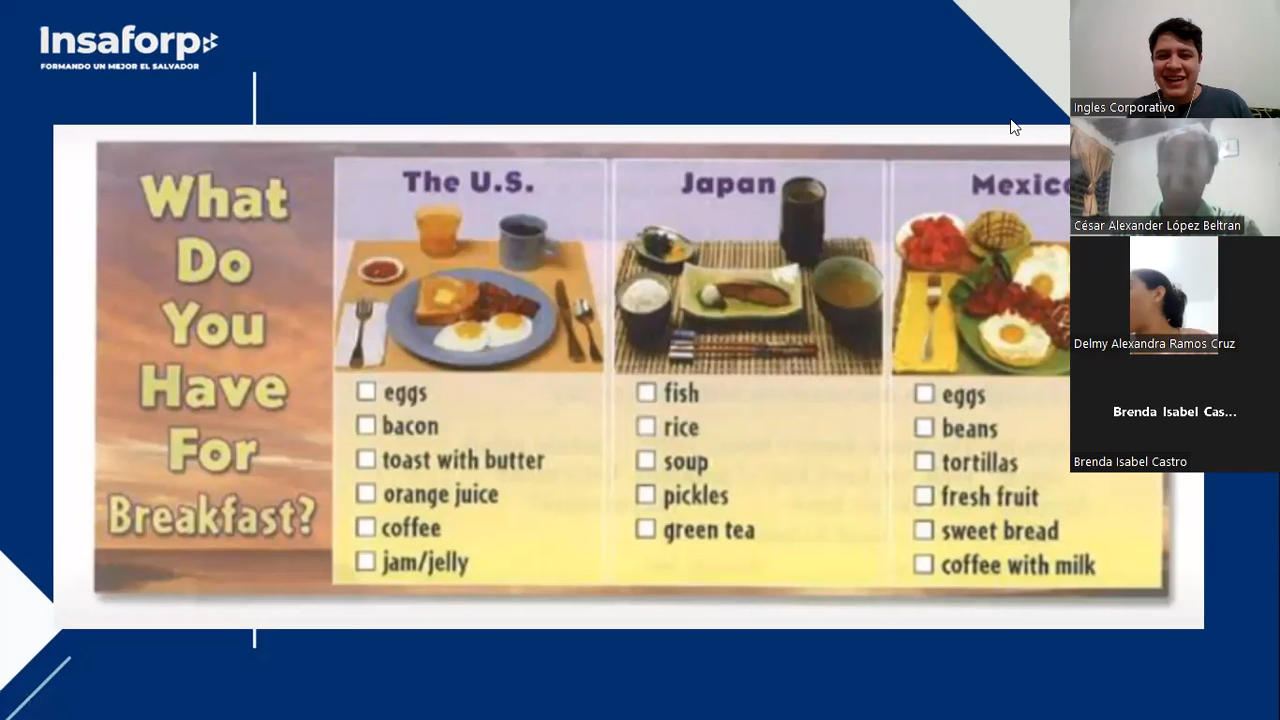 Insaforp
FORMANDO UN MEJOR EL SALVADOR
What
Do
You
Have
For
Breakfast?
The U.S.
eggs
bacon
toast with butter
orange juice
coffee
jam/jelly
Japan
fish
rice
soup
pickles
green tea
Mexic
eggs
beans
tortillas
fresh fruit
sweet bread
coffee with milk
Ingles Corporativo
César Alexander López Beltran
Delmy Alexandra Ramos Cruz
Brenda Isabel Cas...
Brenda Isabel Castro